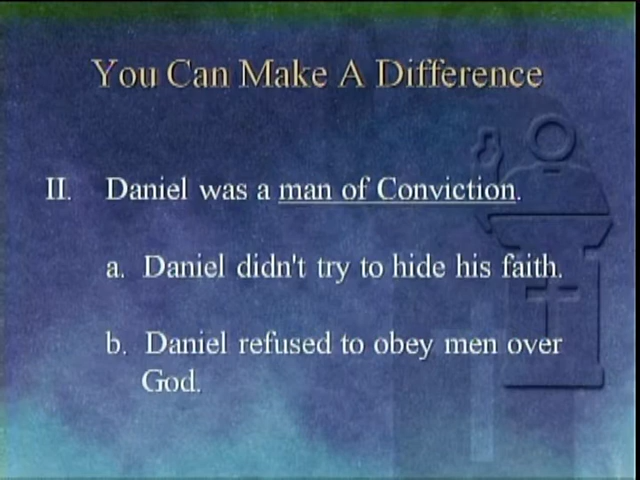 You Can Make A Difference
II. Daniel was a man of Conviction.
a. Daniel didn't try to hide his faith.
b. Daniel refused to obey men over
God.